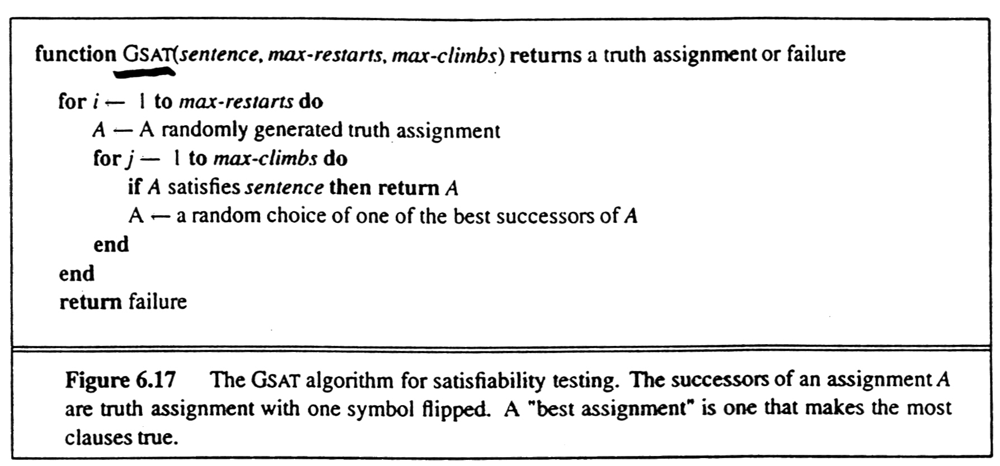 function GSAT(sentence, max-restarts, max-climbs) returns a truth assignment or failure
for i — 1 to max-restarts do
A — A randomly generated truth assignment
for j — 1 to max-climbs do
if A satisfies sentence then return A
A ← a random choice of one of the best successors of A
end
end
return failure
Figure 6.17 The GSAT algorithm for satisfiability testing. The successors of an assignment A
are truth assignment with one symbol flipped. A "best assignment" is one that makes the most
clauses true.